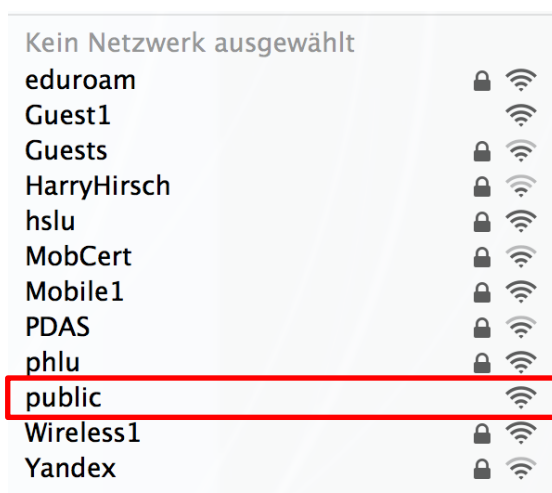 Kein Netzwerk ausgewählt
eduroam
Guest1
Guests
HarryHirsch
hslu
MobCert
Mobile1
PDAS
phlu
public
Wireless1
Yandex